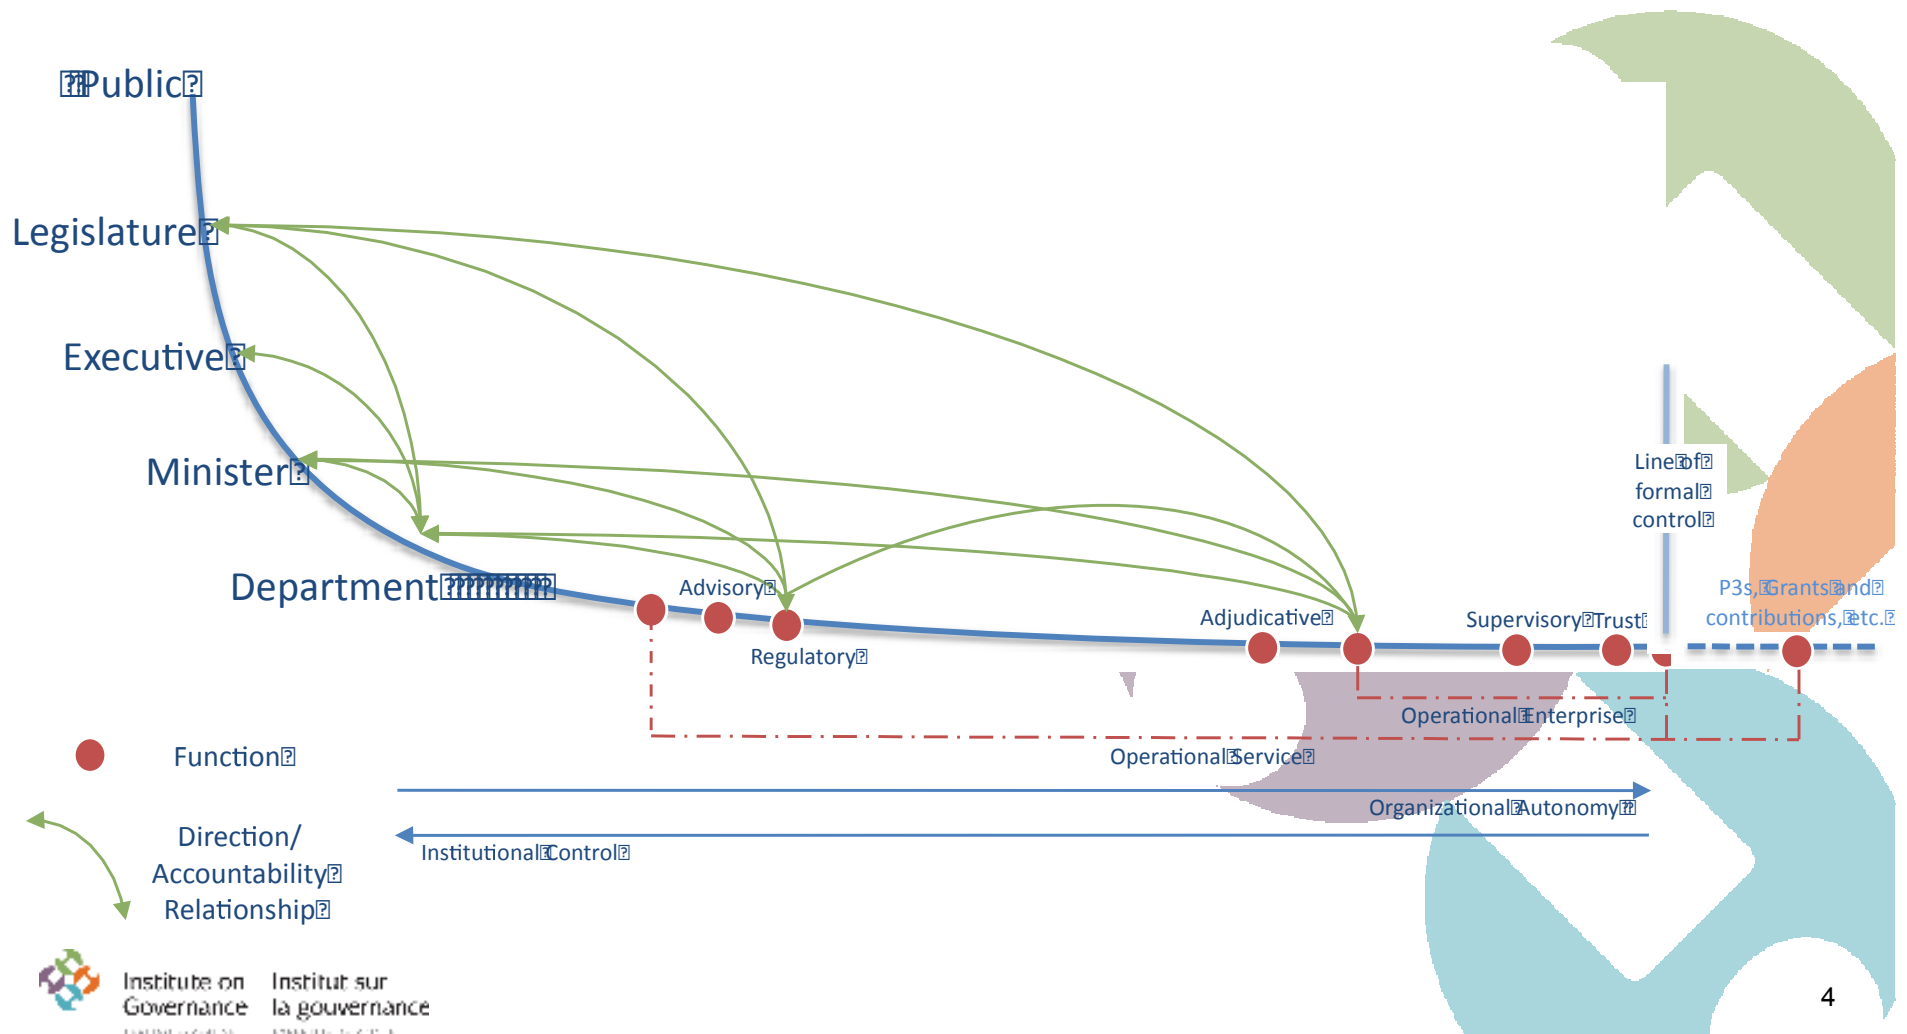 Public
Legislature
Executive
Minister
Department
Advisory
Regulatory
Adjudicative
Supervisory Trust
Line of
formal
control
P3s, Grants and
contributions, etc.
Operational Enterprise
Operational Service
Organizational Autonomy
Institutional Control
Function
Direction/
Accountability
Relationship
Institute on
Governance
Institut sur
la gouvernance
4